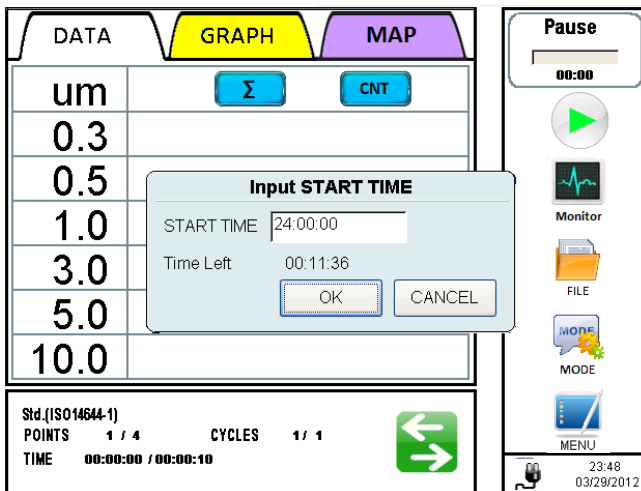 DATA GRAPH MAP
um Σ CNT
0.3
0.5
1.0
3.0
5.0
10.0
Input START TIME
START TIME 24:00:00
Time Left 00:11:36
OK CANCEL
Std.(ISO14644-1)
POINTS 1 / 4 CYCLES 1/ 1
TIME 00:00:00 / 00:00:10
Pause
00:00
Monitor
FILE
MODE
MODE
MENU
23:48
03/29/2012